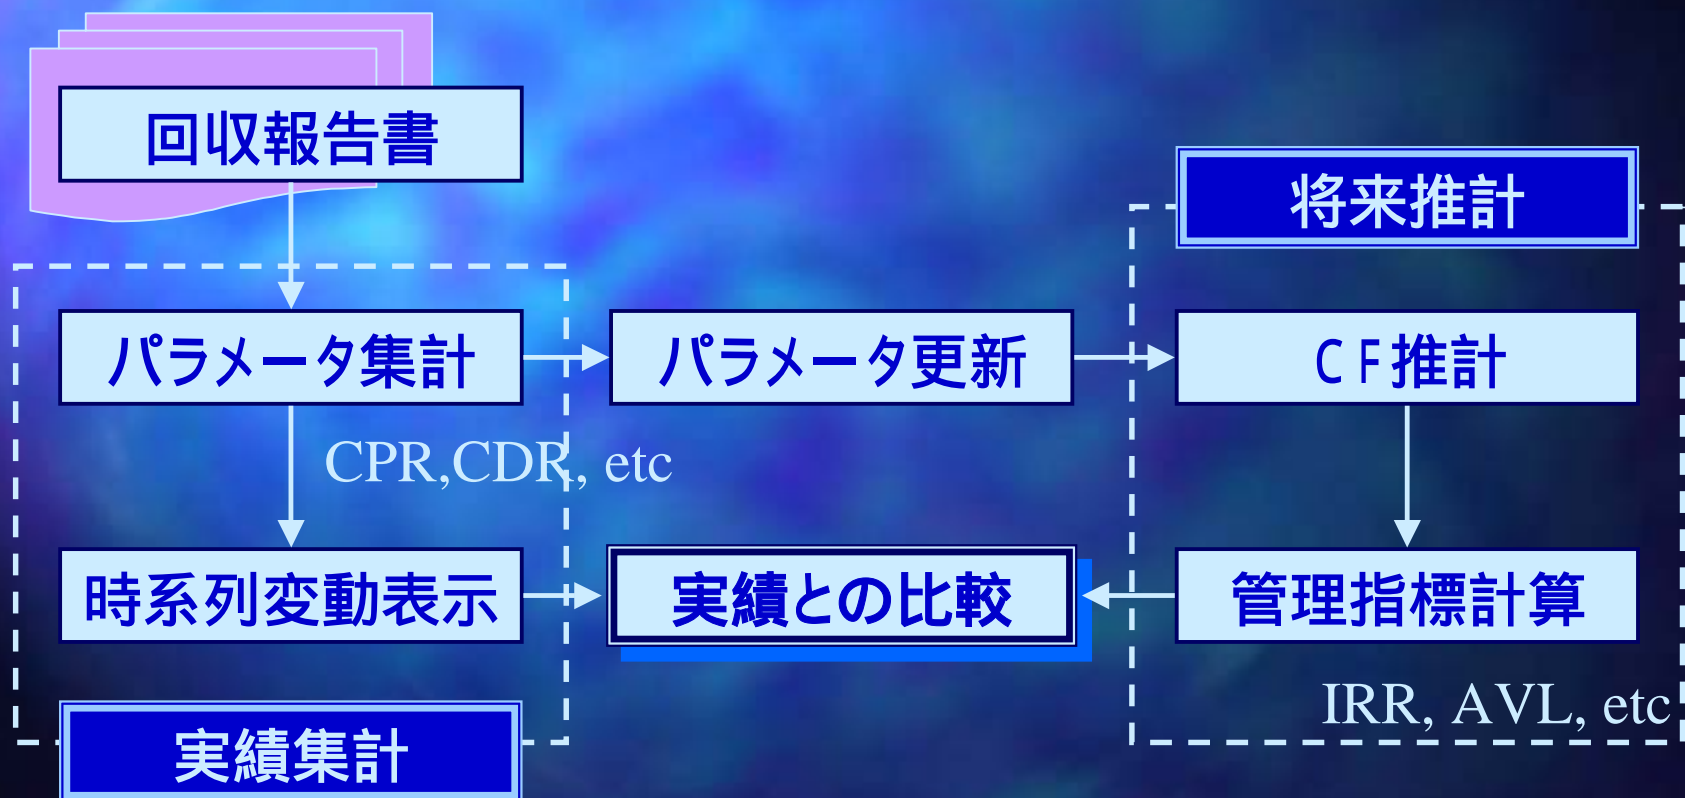 回収報告書
将来推計
パラメータ集計
パラメータ更新
CF推計
CPR,CDR, etc
時系列変動表示
実績との比較
管理指標計算
IRR, AVL, etc
実績集計